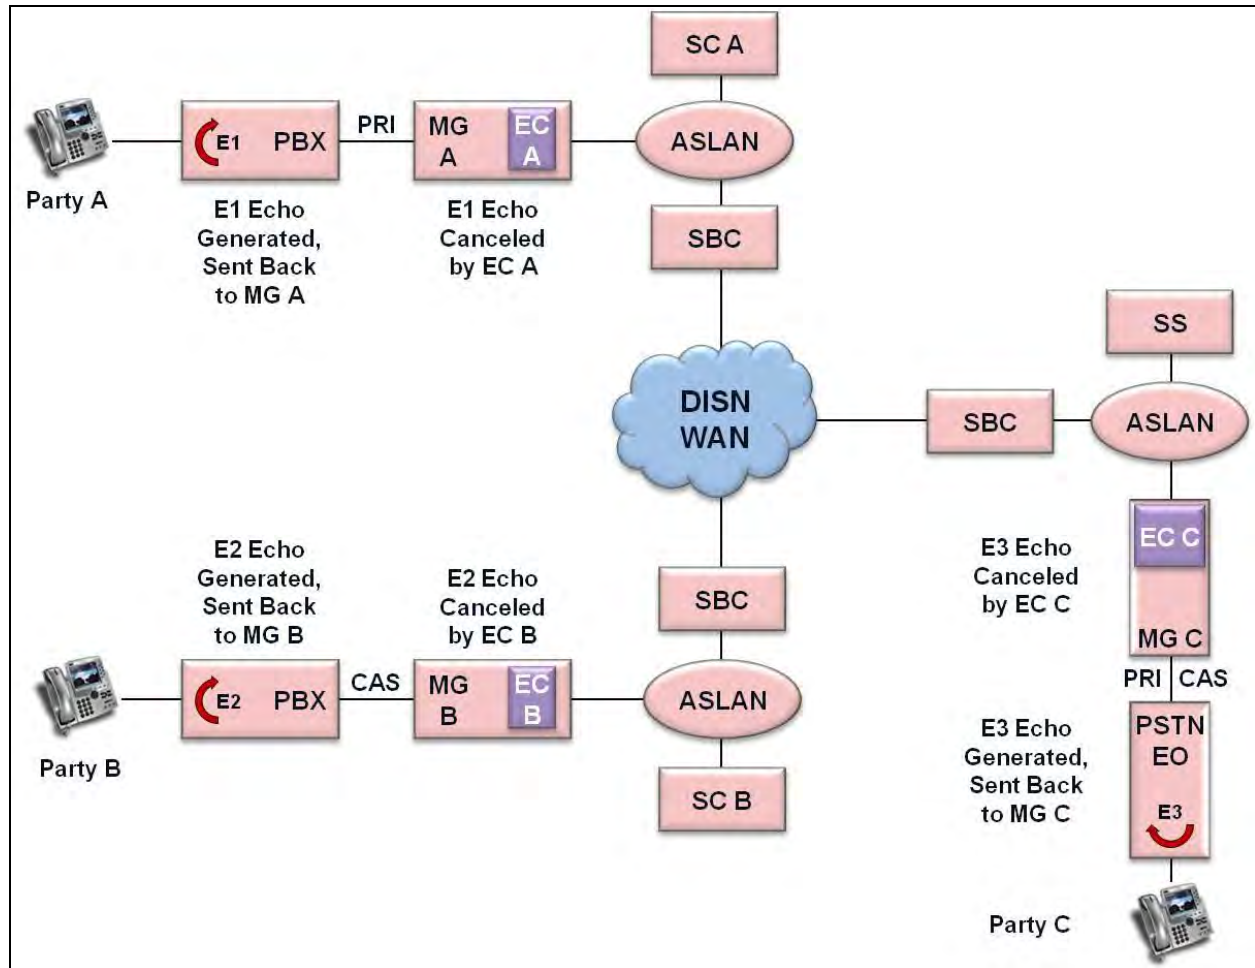 SC A
E1
PBX
PRI
MG
A
EC
A
ASLAN
Party A
E1 Echo
Generated,
Sent Back
to MG A
E1 Echo
Canceled
by EC A
SBC
DISN
WAN
SS
SBC
ASLAN
EC C
MG C
E3 Echo
Canceled
by EC C
PRI
CAS
PSTN
EO
E3
E3 Echo
Generated,
Sent Back
to MG C
Party C
E2 Echo
Generated,
Sent Back
to MG B
E2 Echo
Canceled
by EC B
SBC
E2
PBX
CAS
MG
B
EC
B
ASLAN
Party B
SC B